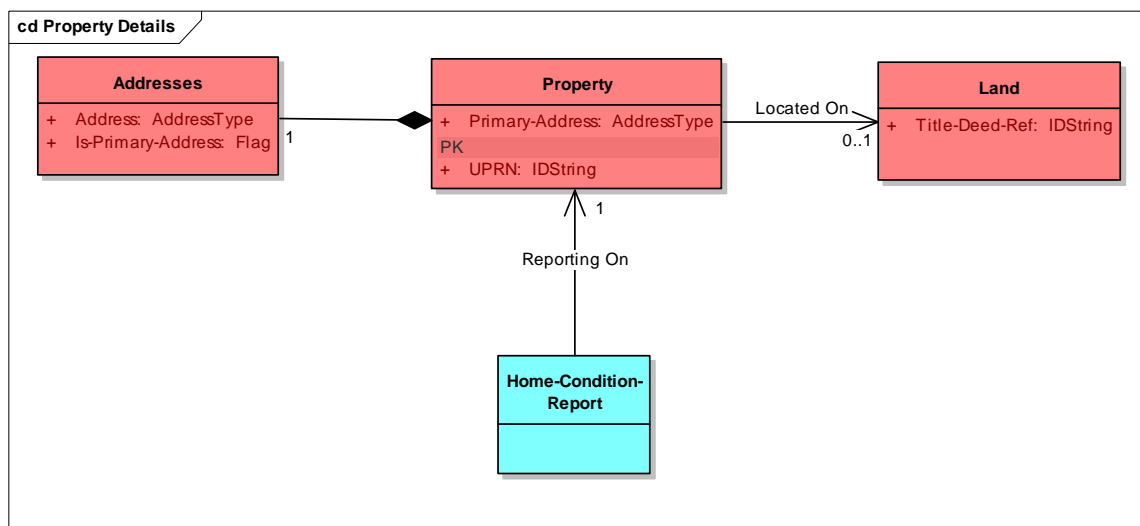 cd Property Details
Addresses
+ Address: AddressType
+ Is-Primary-Address: Flag
1
Property
+ Primary-Address: AddressType
PK
+ UPRN: IDString
Located On
0..1
Land
+ Title-Deed-Ref: IDString
1
Reporting On
Home-Condition-
Report